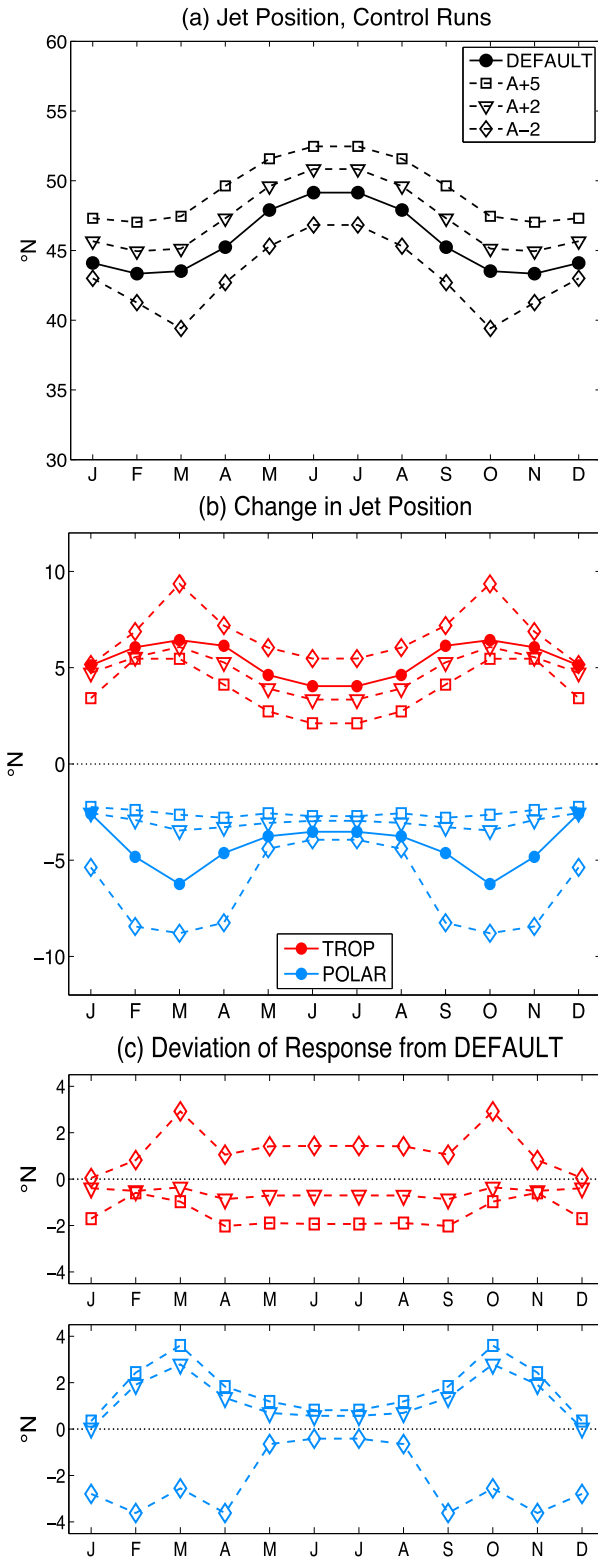 (a) Jet Position, Control Runs
60
55
50
45
40
35
30
°N
DEFAULT
A+5
A+2
A−2
J F M A M J J A S O N D
(b) Change in Jet Position
10
5
0
−5
−10
°N
TROP
POLAR
J F M A M J J A S O N D
(c) Deviation of Response from DEFAULT
4
2
0
−2
−4
°N
J F M A M J J A S O N D
4
2
0
−2
−4
°N
J F M A M J J A S O N D